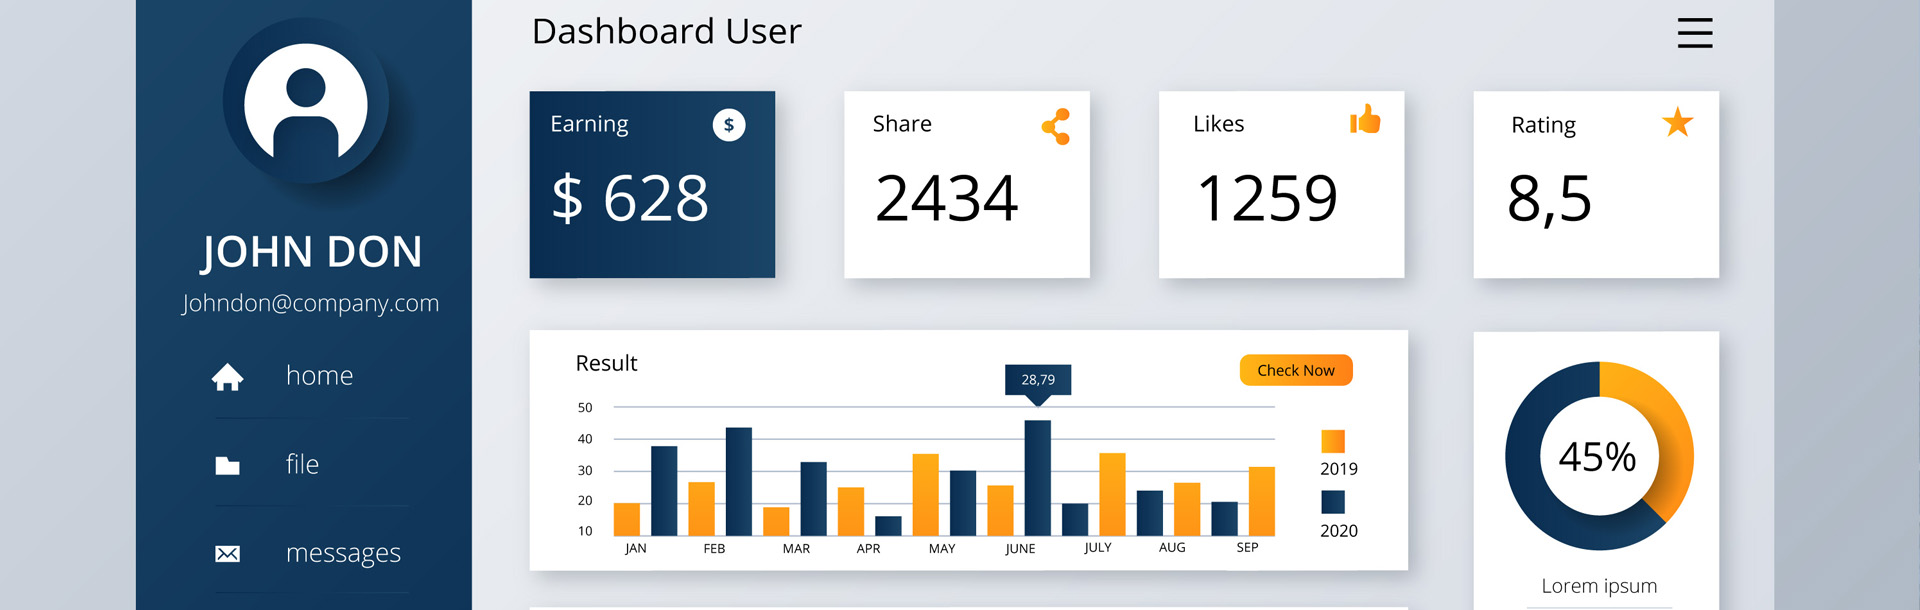 Dashboard User
JOHN DON
Johndon@company.com
home
file
messages
Earning
$
$ 628
Share
2434
Likes
1259
Rating
8,5
Result
Check Now
28,79
50
40
30
20
10
JAN FEB MAR APR MAY JUNE JULY AUG SEP
2019
2020
45%
Lorem ipsum